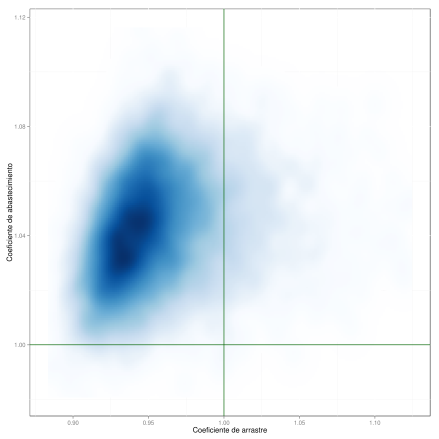 Coeficiente de abastecimiento
1.12
1.08
1.04
1.00
0.90 0.95 1.00 1.05 1.10
Coeficiente de arrastre